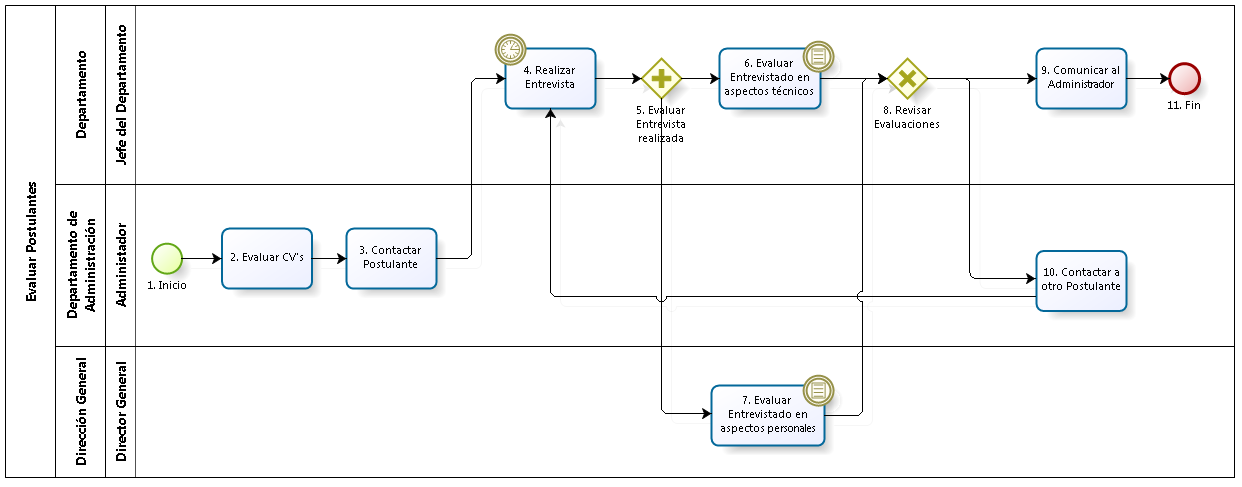 Evaluar Postulantes
Departamento
Jefe del Departamento
4. Realizar
Entrevista
5. Evaluar
Entrevista
realizada
6. Evaluar
Entrevistado en
aspectos técnicos
8. Revisar
Evaluaciones
9. Comunicar al
Administrador
11. Fin
Departamento de
Administración
Administador
1. Inicio
2. Evaluar CV's
3. Contactar
Postulante
10. Contactar a
otro Postulante
Dirección General
Director General
7. Evaluar
Entrevistado en
aspectos personales